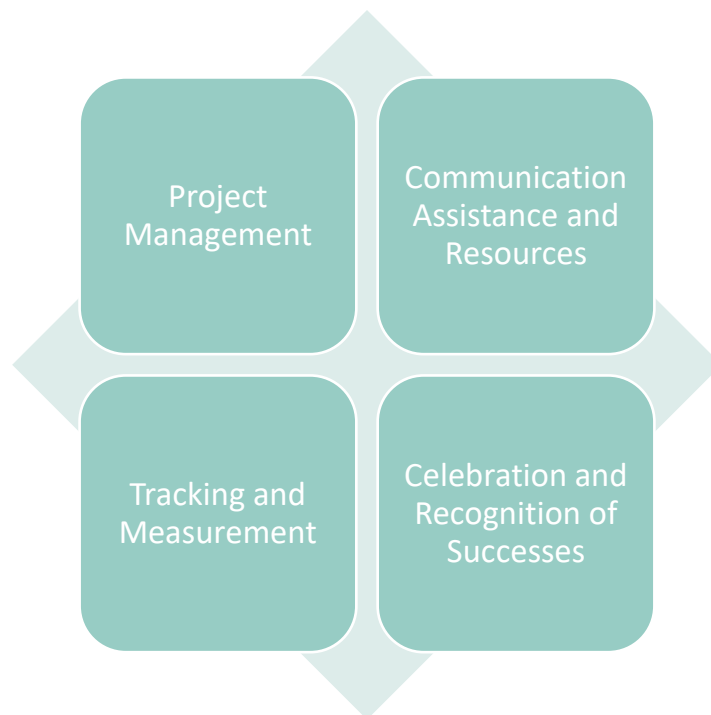 Project
Management
Communication
Assistance and
Resources
Tracking and
Measurement
Celebration and
Recognition of
Successes